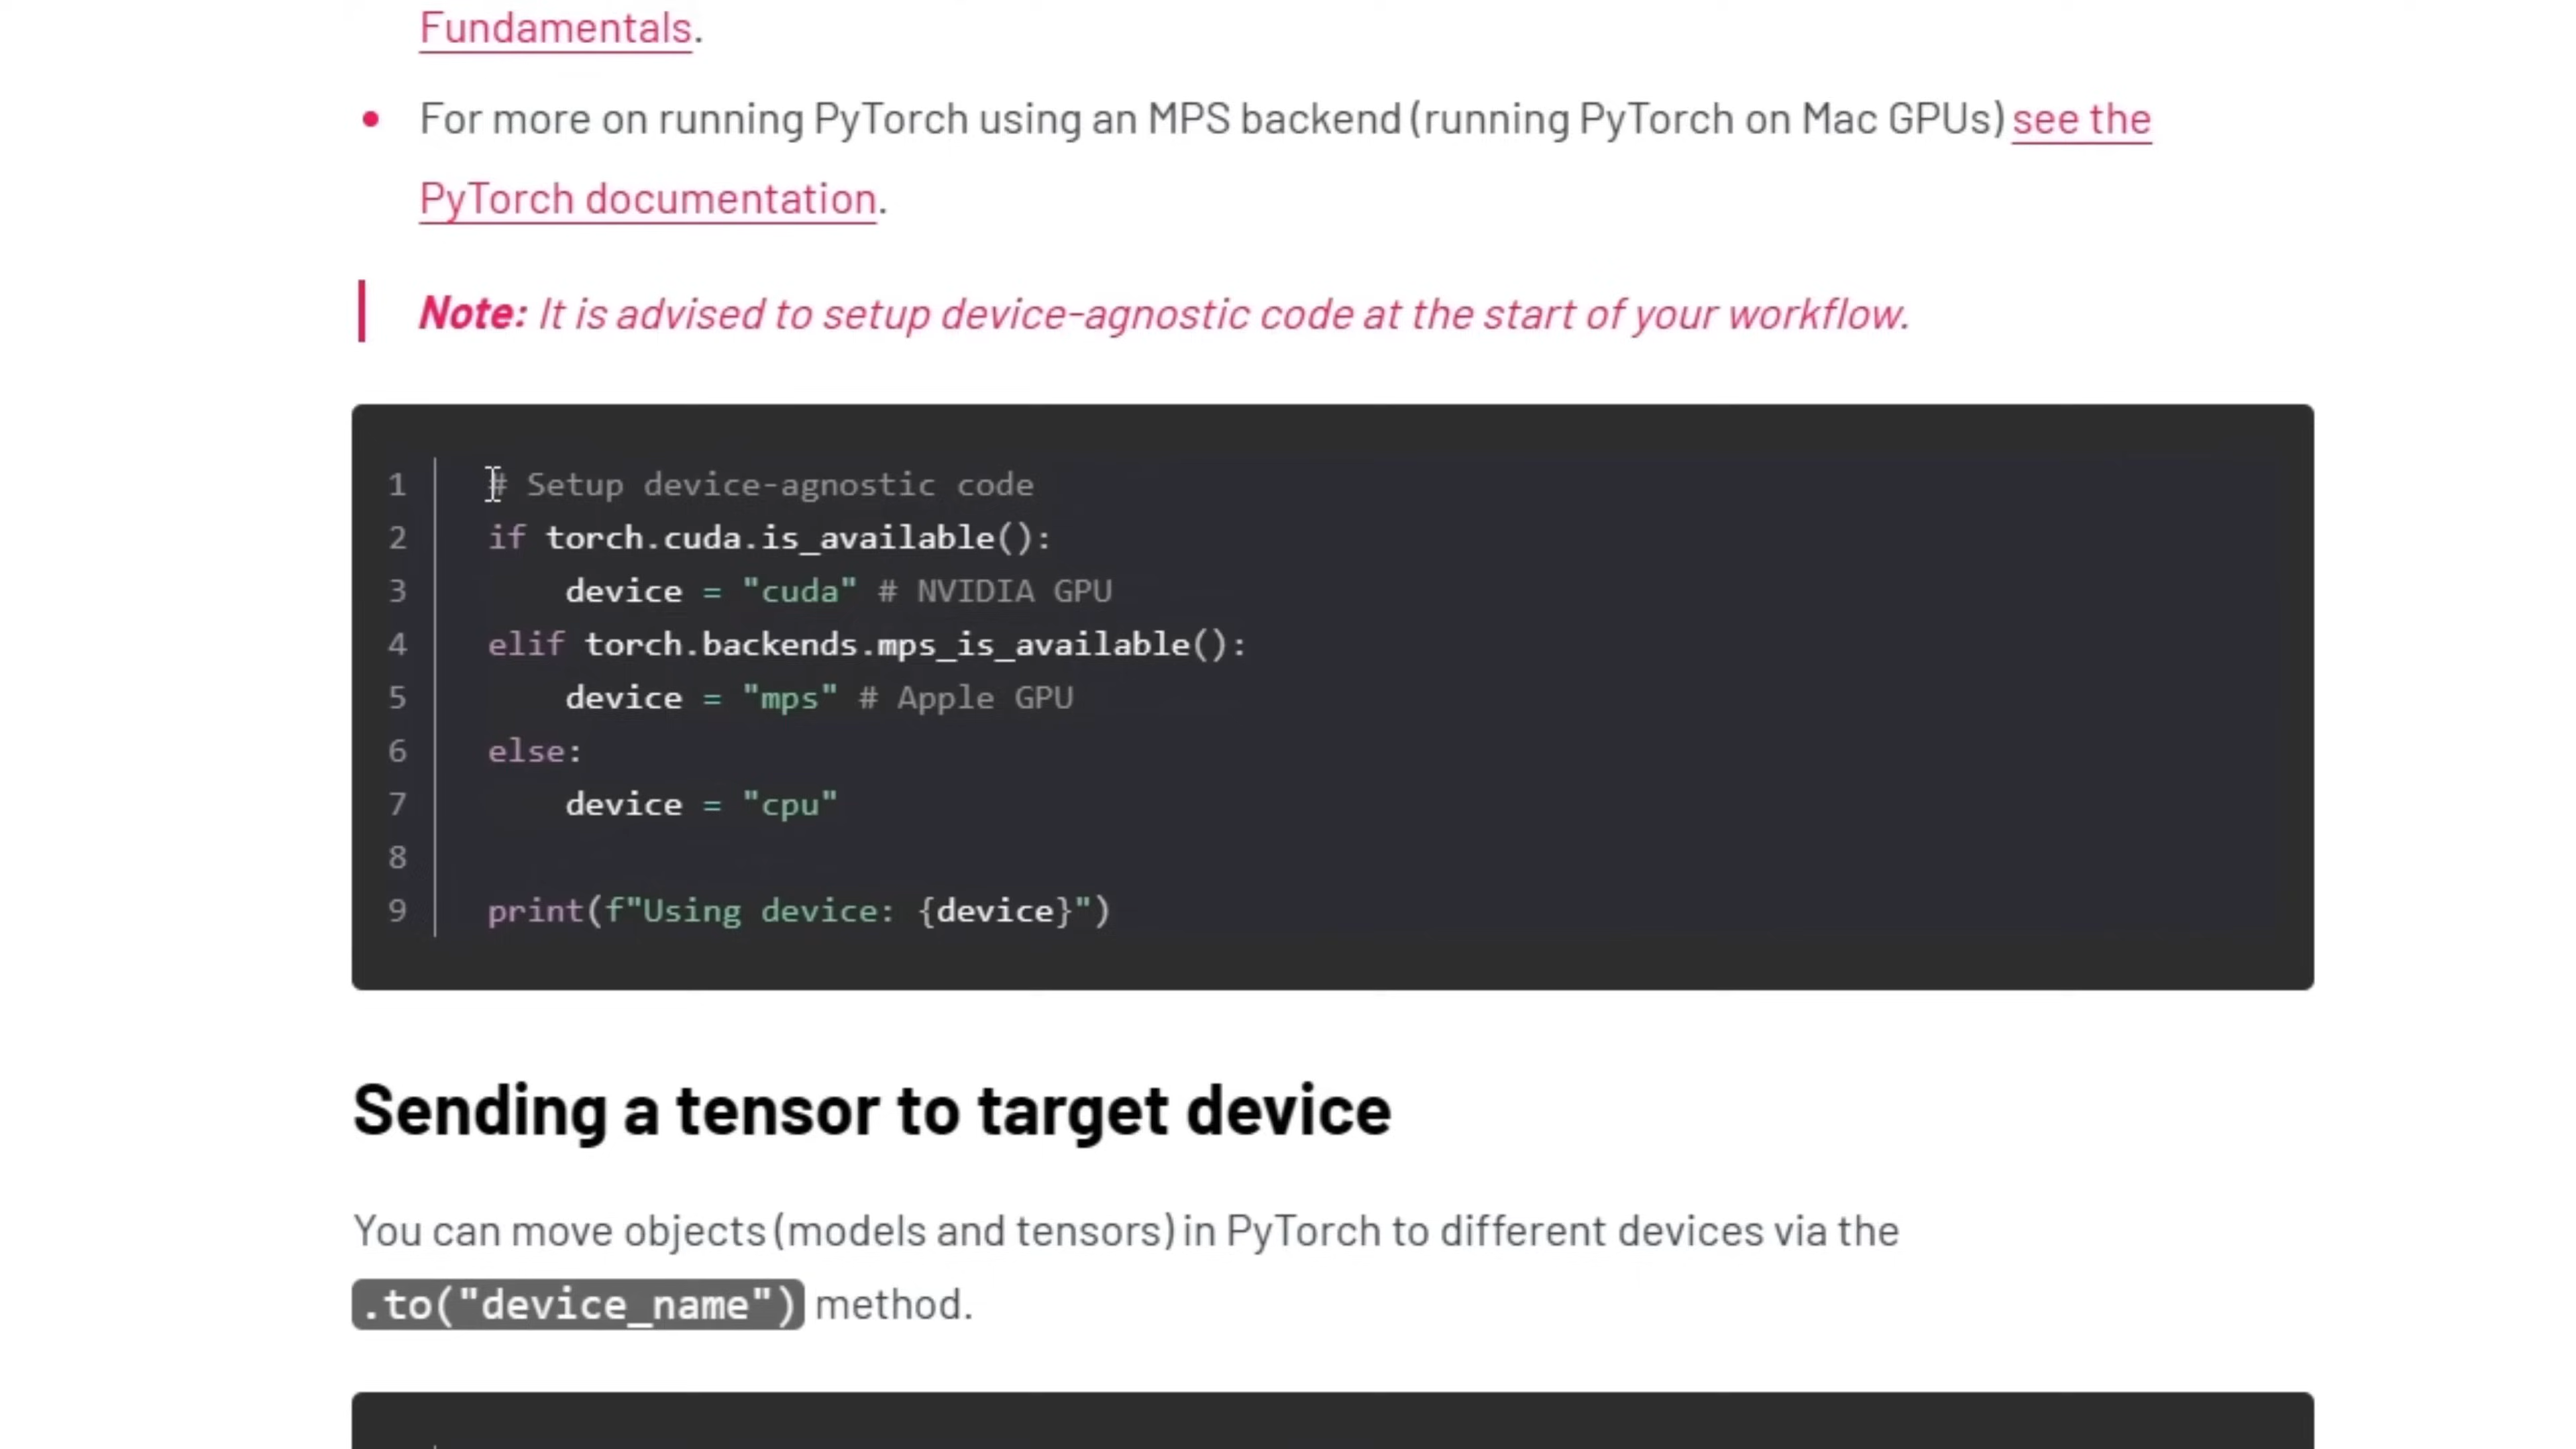 Fundamentals.
• For more on running PyTorch using an MPS backend (running PyTorch on Mac GPUs) see the
PyTorch documentation.
Note: It is advised to setup device-agnostic code at the start of your workflow.
1 # Setup device-agnostic code
2 if torch.cuda.is_available():
3     device = "cuda" # NVIDIA GPU
4 elif torch.backends.mps_is_available():
5     device = "mps" # Apple GPU
6 else:
7     device = "cpu"
8
9 print(f"Using device: {device}")
Sending a tensor to target device
You can move objects (models and tensors) in PyTorch to different devices via the
.to("device_name") method.